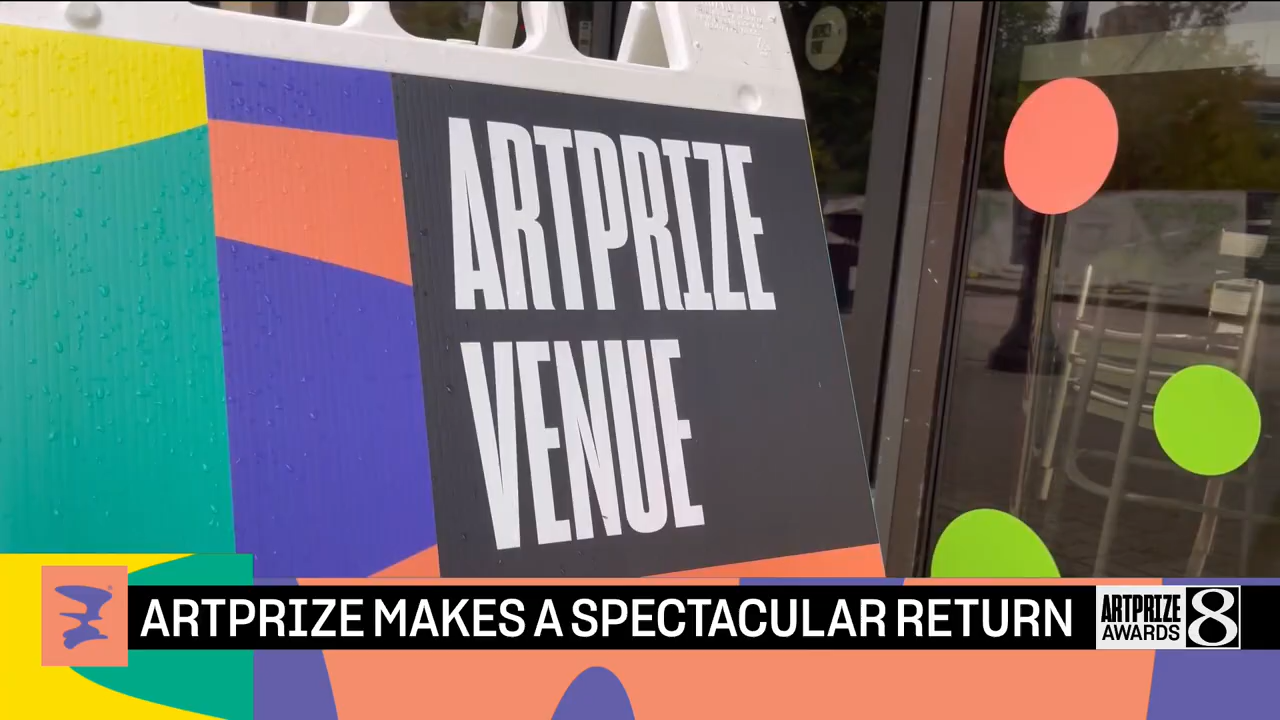 ARTPRIZE
VENUE
ARTPRIZE MAKES A SPECTACULAR RETURN
ARTPRIZE
AWARDS
8